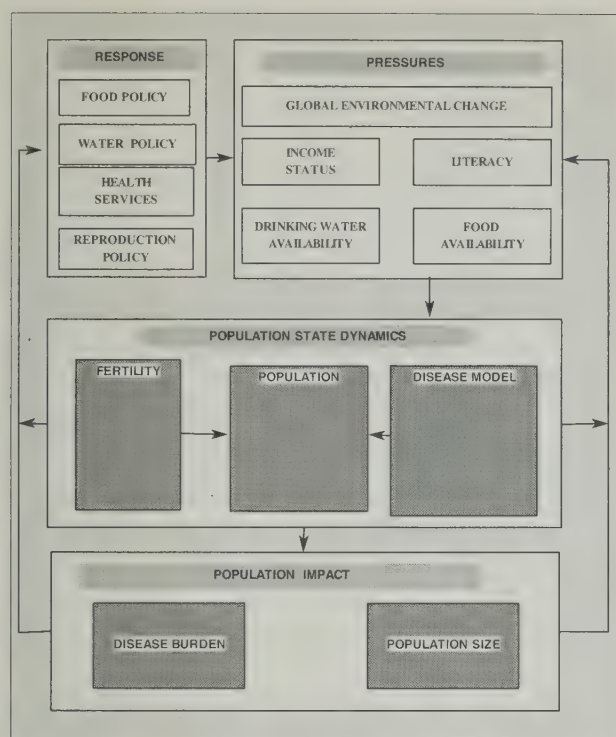 RESPONSE
FOOD POLICY
WATER POLICY
HEALTH
SERVICES
REPRODUCTION
POLICY
PRESSURES
GLOBAL ENVIRONMENTAL CHANGE
INCOME
STATUS
LITERACY
DRINKING WATER
AVAILABILITY
FOOD
AVAILABILITY
POPULATION STATE DYNAMICS
FERTILITY
POPULATION
DISEASE MODEL
POPULATION IMPACT
DISEASE BURDEN
POPULATION SIZE